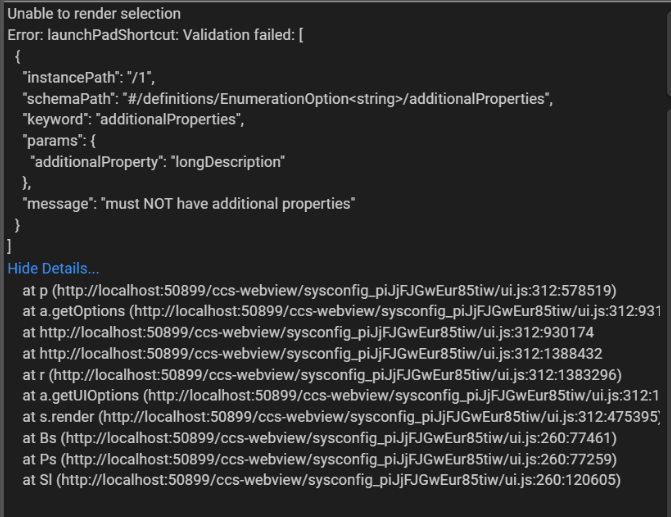 Unable to render selection
Error: launchPadShortcut: Validation failed: [
{
"instancePath": "/1",
"schemaPath": "#/definitions/EnumerationOption<string>/additionalProperties",
"keyword": "additionalProperties",
"params": {
"additionalProperty": "longDescription"
},
"message": "must NOT have additional properties"
}
]
Hide Details...
at p (http://localhost:50899/ccs-webview/sysconfig_piJjFJGwEur85tiw/ui.js:312:578519)
at a.getOptions (http://localhost:50899/ccs-webview/sysconfig_piJjFJGwEur85tiw/ui.js:312:931
at http://localhost:50899/ccs-webview/sysconfig_piJjFJGwEur85tiw/ui.js:312:930174
at http://localhost:50899/ccs-webview/sysconfig_piJjFJGwEur85tiw/ui.js:312:1388432
at r (http://localhost:50899/ccs-webview/sysconfig_piJjFJGwEur85tiw/ui.js:312:1383296)
at a.getUIOptions (http://localhost:50899/ccs-webview/sysconfig_piJjFJGwEur85tiw/ui.js:312:1
at s.render (http://localhost:50899/ccs-webview/sysconfig_piJjFJGwEur85tiw/ui.js:312:475395)
at Bs (http://localhost:50899/ccs-webview/sysconfig_piJjFJGwEur85tiw/ui.js:260:77461)
at Ps (http://localhost:50899/ccs-webview/sysconfig_piJjFJGwEur85tiw/ui.js:260:77259)
at Sl (http://localhost:50899/ccs-webview/sysconfig_piJjFJGwEur85tiw/ui.js:260:120605)